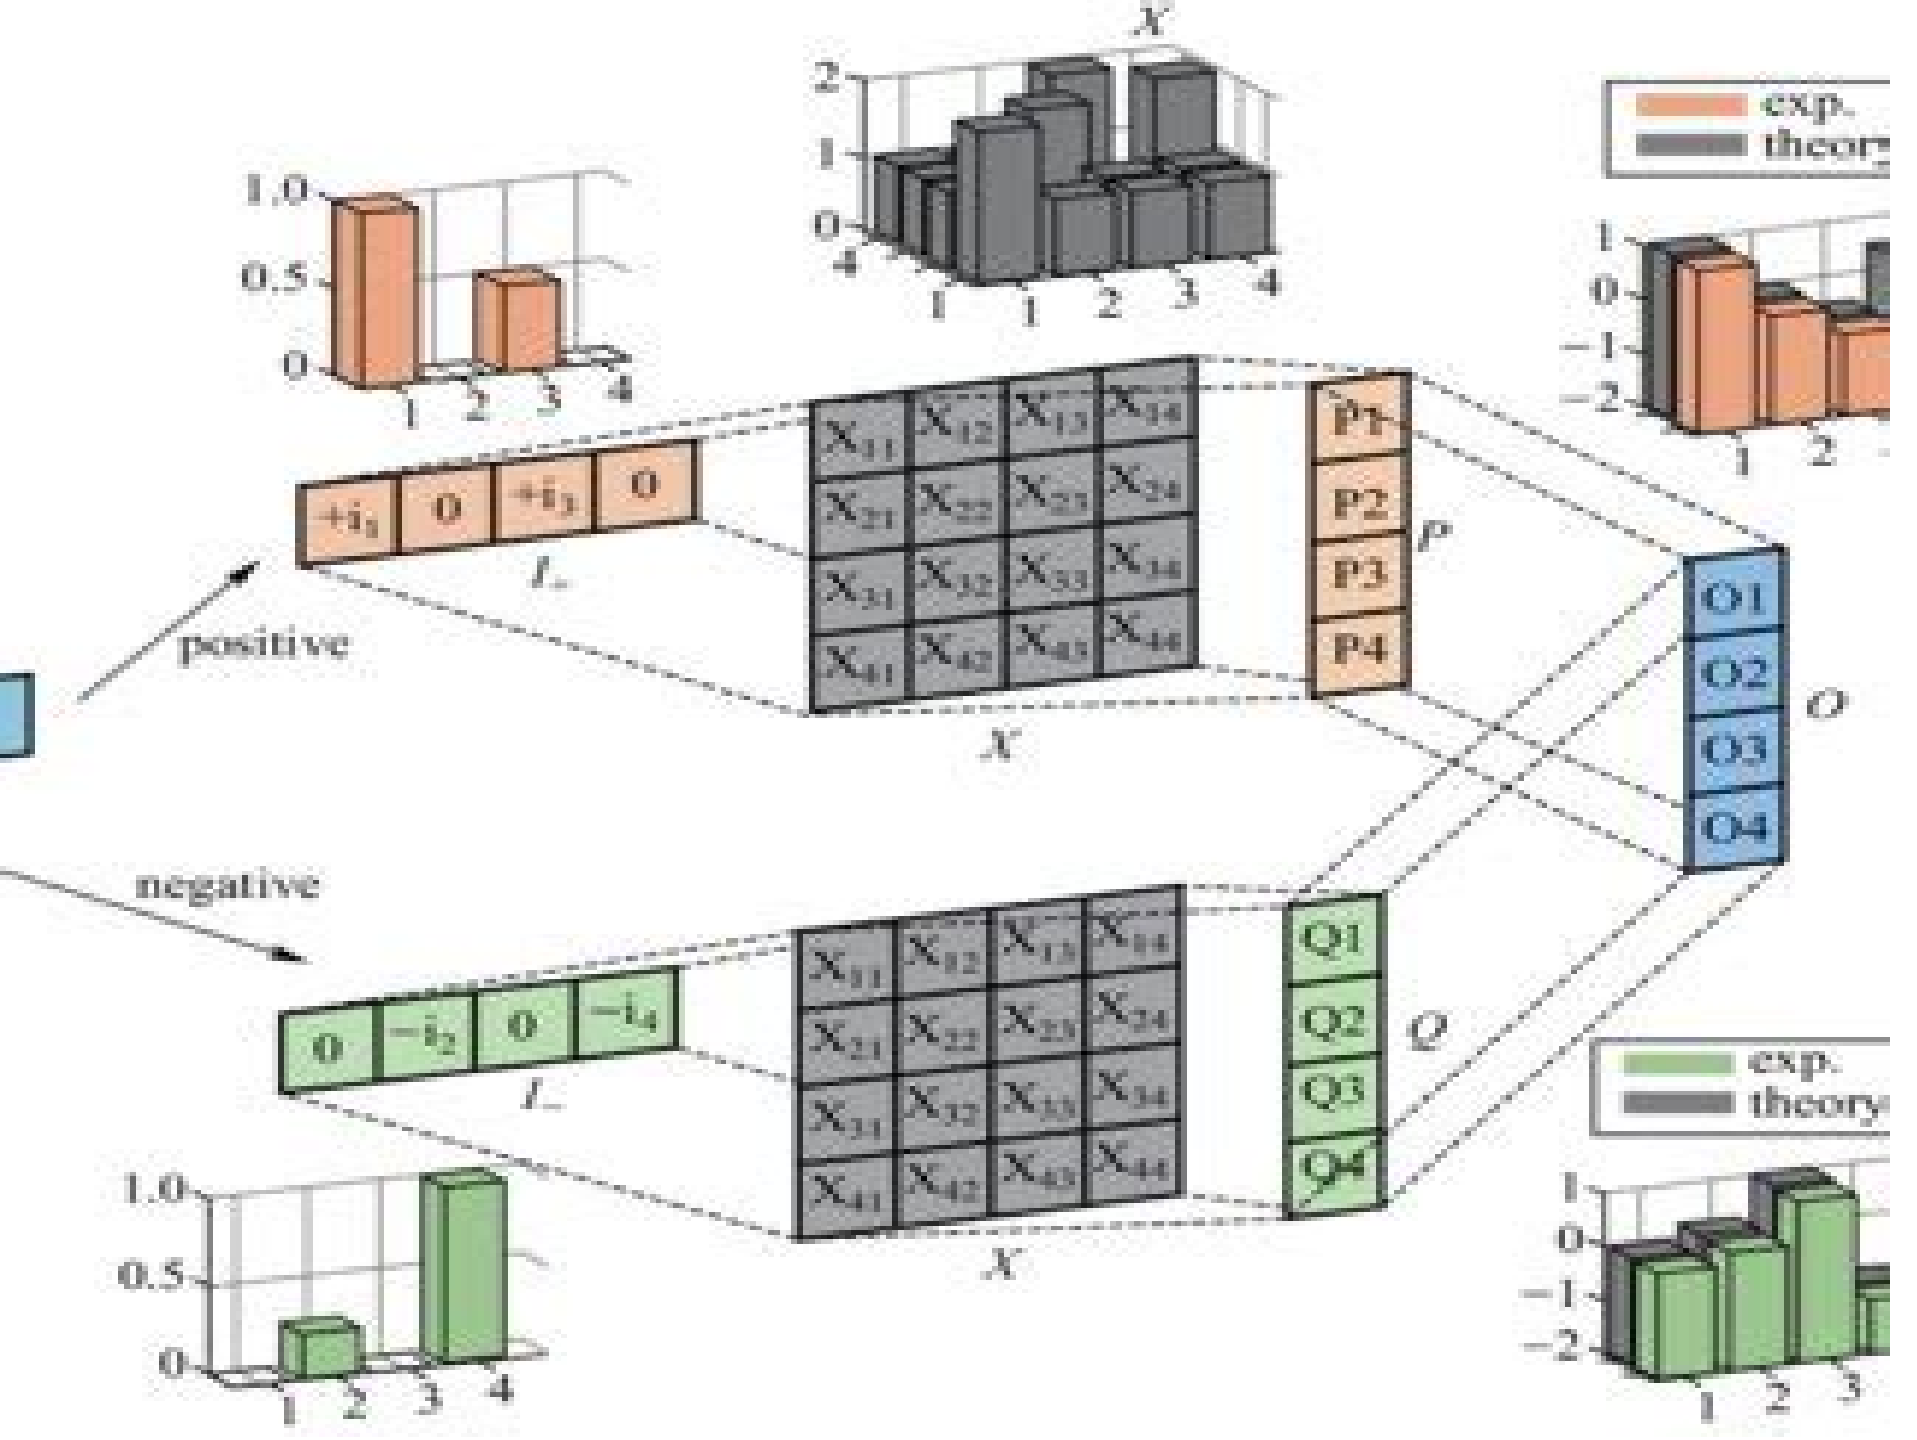 X
2
1
0
4
1
1
2
3
4
1.0
0.5
0
1
2
3
4
exp.
theory
1
0
−1
−2
1
2
+i₁ 0 +i₃ 0
I₋
positive
X₁₁ X₁₂ X₁₃ X₁₄
X₂₁ X₂₂ X₂₃ X₂₄
X₃₁ X₃₂ X₃₃ X₃₄
X₄₁ X₄₂ X₄₃ X₄₄
X
P1
P2
P3
P4
P
O1
O2
O3
O4
O
negative
0 −i₂ 0 −i₄
I₋
X₁₁ X₁₂ X₁₃ X₁₄
X₂₁ X₂₂ X₂₃ X₂₄
X₃₁ X₃₂ X₃₃ X₃₄
X₄₁ X₄₂ X₄₃ X₄₄
X
Q1
Q2
Q3
Q4
Q
exp.
theory
1.0
0.5
0
1
2
3
4
1
0
−1
−2
1
2
3